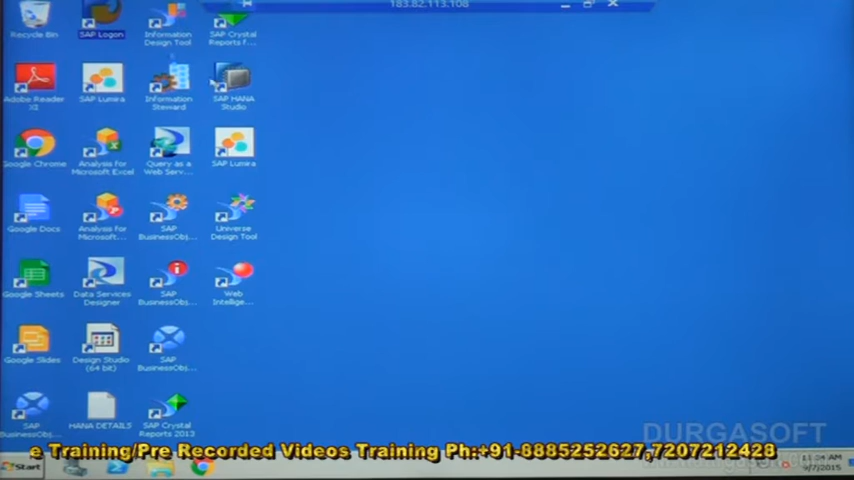 183.82.113.108
Recycle Bin
SAP Logon
Information
Design Tool
SAP Crystal
Reports f...
Adobe Reader
XI
SAP Lumira
Information
Steward
SAP HANA
Studio
Google Chrome
Analysis for
Microsoft Excel
Query as a
Web Serv...
SAP Lumira
Google Docs
Analysis for
Microsoft...
SAP
BusinessObj...
Universe
Design Tool
Google Sheets
Data Services
Designer
SAP
BusinessObj...
Web
Intellige...
Google Slides
Design Studio
(64 bit)
SAP
BusinessObj...
SAP
BusinessObj...
HANA DETAILS
SAP Crystal
Reports 2013
DURGASOFT
e Training/Pre Recorded Videos Training Ph:+91-8885252627,7207212428
Start
AM
9/7/2015